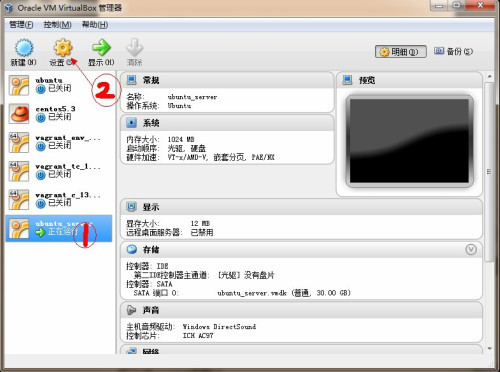 Oracle VM VirtualBox 管理器
管理(F) 控制(M) 帮助(H)
新建(N) 设置 显示(H) 清除
明细(D) 备份(S)
ubuntu
已关闭
centos5.3
已关闭
vagrant_env_...
已关闭
vagrant_tc_1...
已关闭
vagrant_c_13...
已关闭
ubuntu_server
正在运行
1
2
常规
名称: ubuntu_server
操作系统: Ubuntu
预览
系统
内存大小: 1024 MB
启动顺序: 光驱, 硬盘
硬件加速: VT-x/AMD-V, 嵌套分页, PAE/NX
显示
显存大小: 12 MB
远程桌面服务器: 已禁用
存储
控制器: IDE
第二IDE控制器主通道: [光驱] 没有盘片
控制器: SATA
SATA 端口 0: ubuntu_server.vmdk (普通, 30.00 GB)
声音
主机音频驱动: Windows DirectSound
控制芯片: ICH AC97
网络